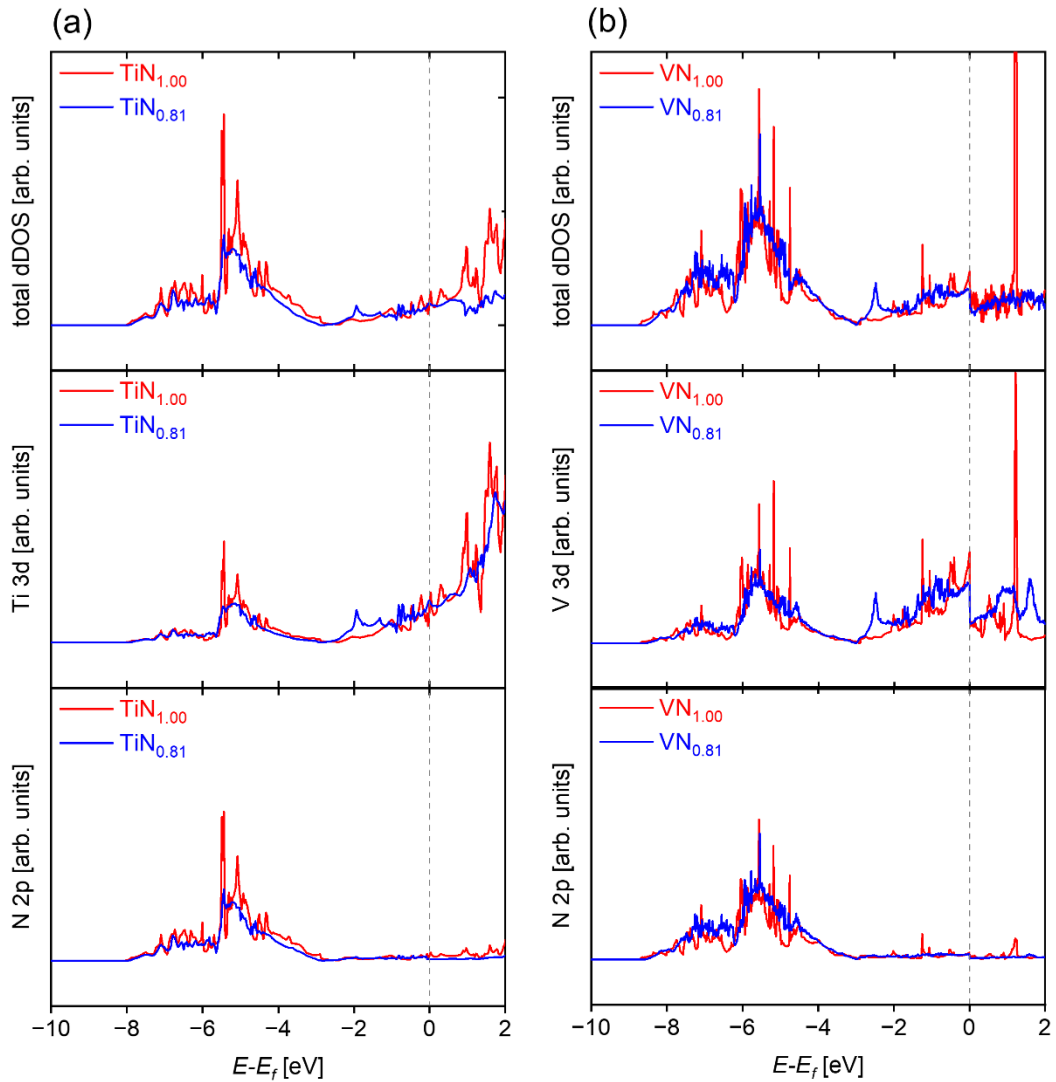 (a)
total dDOS [arb. units]
TiN1.00
TiN0.81
Ti 3d [arb. units]
TiN1.00
TiN0.81
N 2p [arb. units]
TiN1.00
TiN0.81
−10 −8 −6 −4 −2 0 2
E-Ef [eV]
(b)
total dDOS [arb. units]
VN1.00
VN0.81
V 3d [arb. units]
VN1.00
VN0.81
N 2p [arb. units]
VN1.00
VN0.81
−10 −8 −6 −4 −2 0 2
E-Ef [eV]